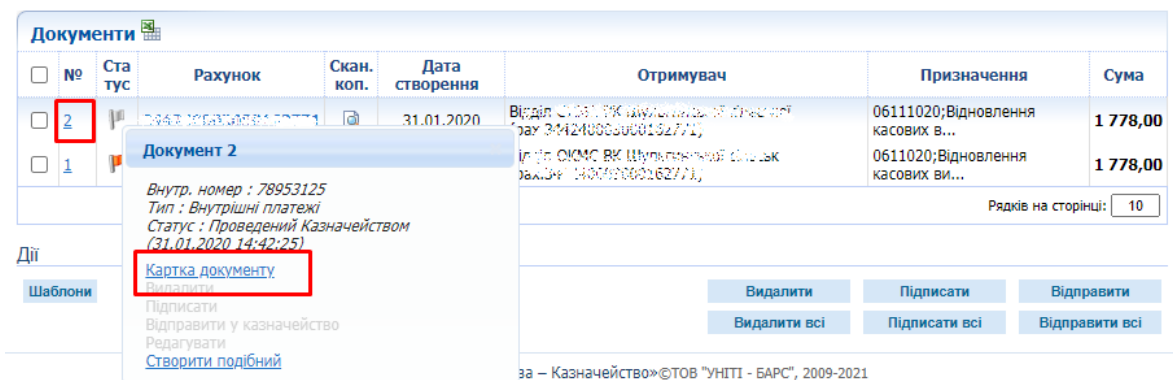 Документи
№ Ста тус Рахунок Скан. коп. Дата створення Отримувач Призначення Сума
2 31.01.2020 Відділ 06111020;Відновлення касових в... 1 778,00
1 ОКМС ВК 0611020;Відновлення касових ви... 1 778,00
Документ 2
Внутр. номер : 78953125
Тип : Внутрішні платежі
Статус : Проведений Казначейством
(31.01.2020 14:42:25)
Картка документу
Видалити
Підписати
Відправити у казначейство
Редагувати
Створити подібний
Рядків на сторінці: 10
Дії
Шаблони Видалити Підписати Відправити
Видалити всі Підписати всі Відправити всі
ва – Казначейство»©ТОВ "УНІТІ - БАРС", 2009-2021